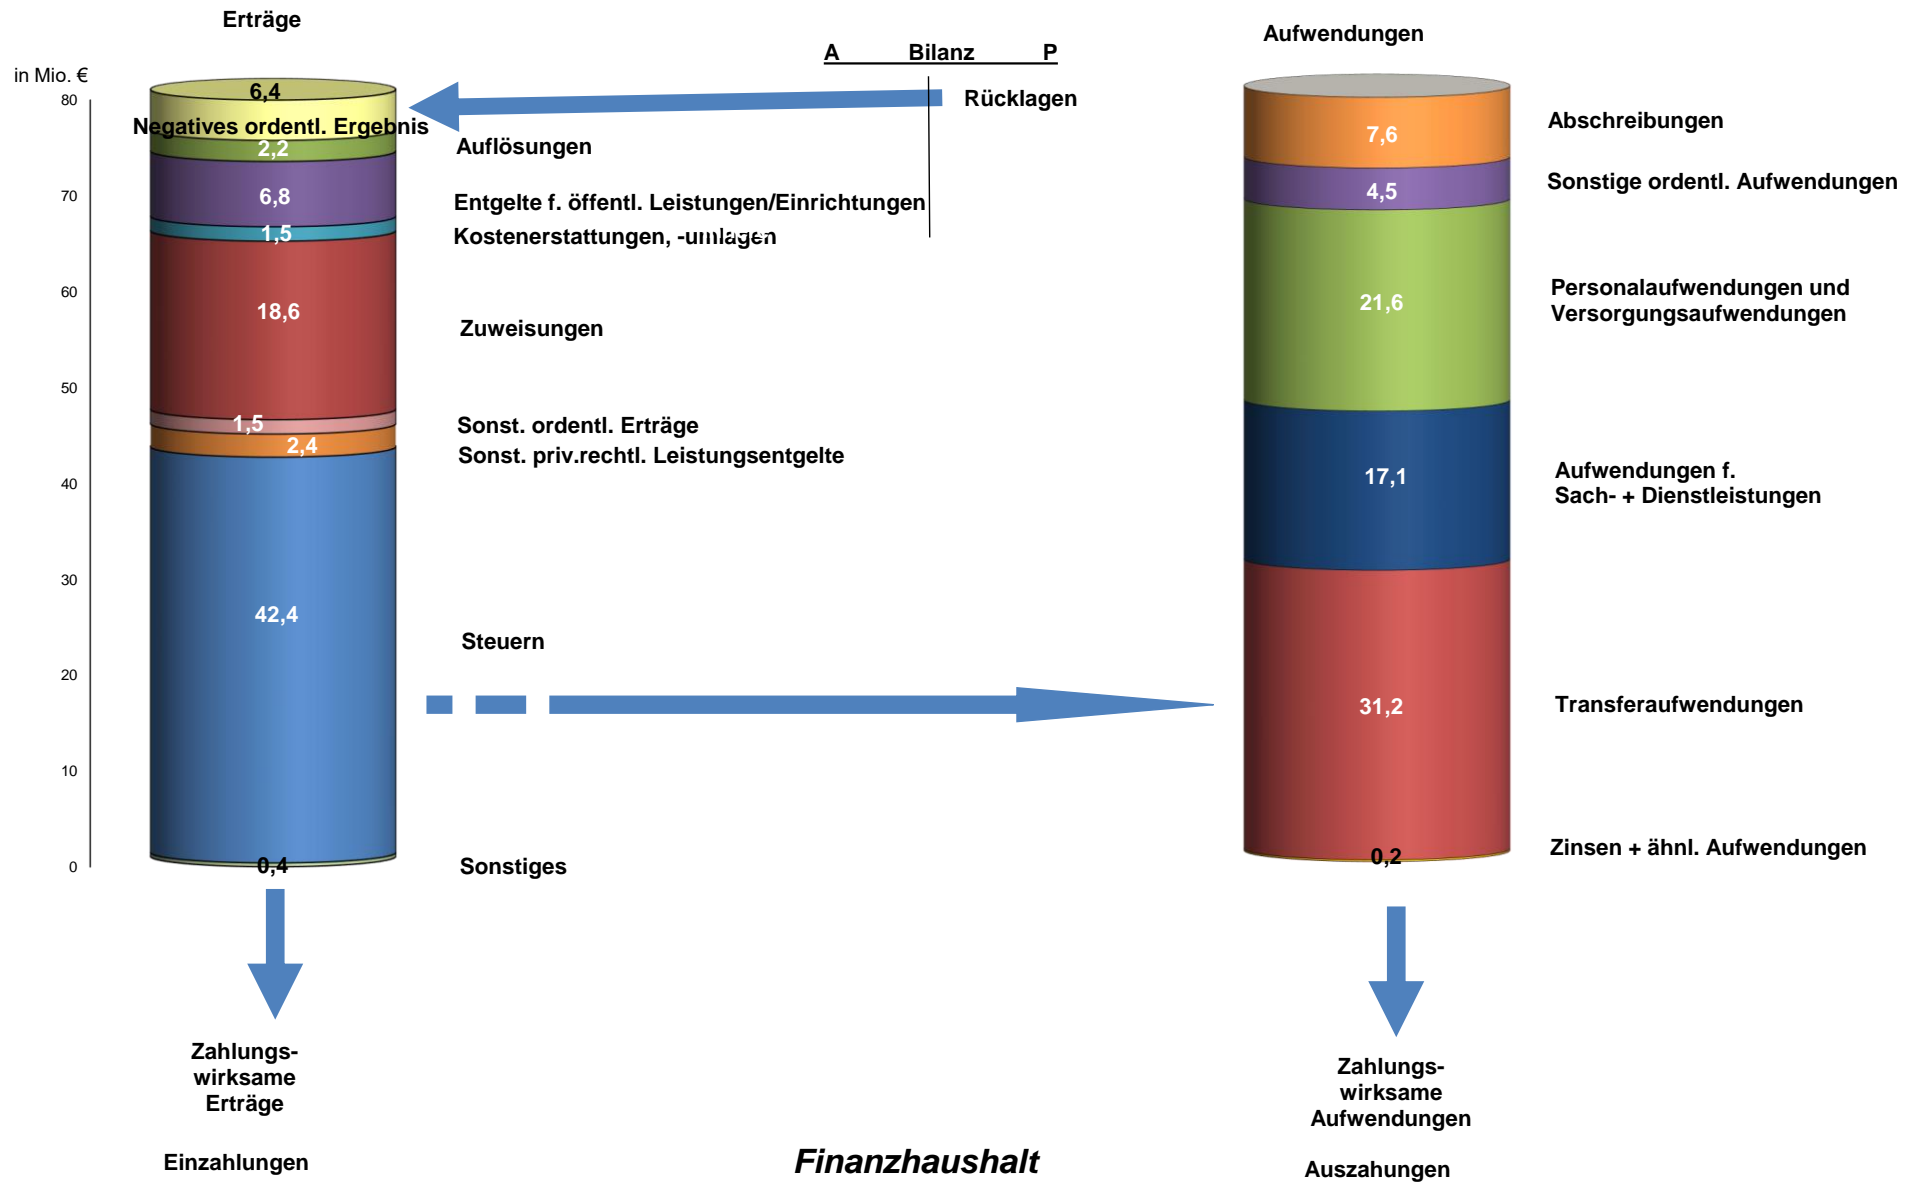 Erträge
in Mio. €
80
70
60
50
40
30
20
10
0
6,4
Negatives ordentl. Ergebnis
2,2
6,8
1,5
18,6
1,5
2,4
42,4
0,4
A Bilanz P
Rücklagen
Auflösungen
Entgelte f. öffentl. Leistungen/Einrichtungen
Kostenerstattungen, -umlagen
Zuweisungen
Sonst. ordentl. Erträge
Sonst. priv.rechtl. Leistungsentgelte
Steuern
Sonstiges
Aufwendungen
7,6
4,5
21,6
17,1
31,2
0,2
Abschreibungen
Sonstige ordentl. Aufwendungen
Personalaufwendungen und
Versorgungsaufwendungen
Aufwendungen f.
Sach- + Dienstleistungen
Transferaufwendungen
Zinsen + ähnl. Aufwendungen
Zahlungs-
wirksame
Erträge
Einzahlungen
Finanzhaushalt
Zahlungs-
wirksame
Aufwendungen
Auszahungen